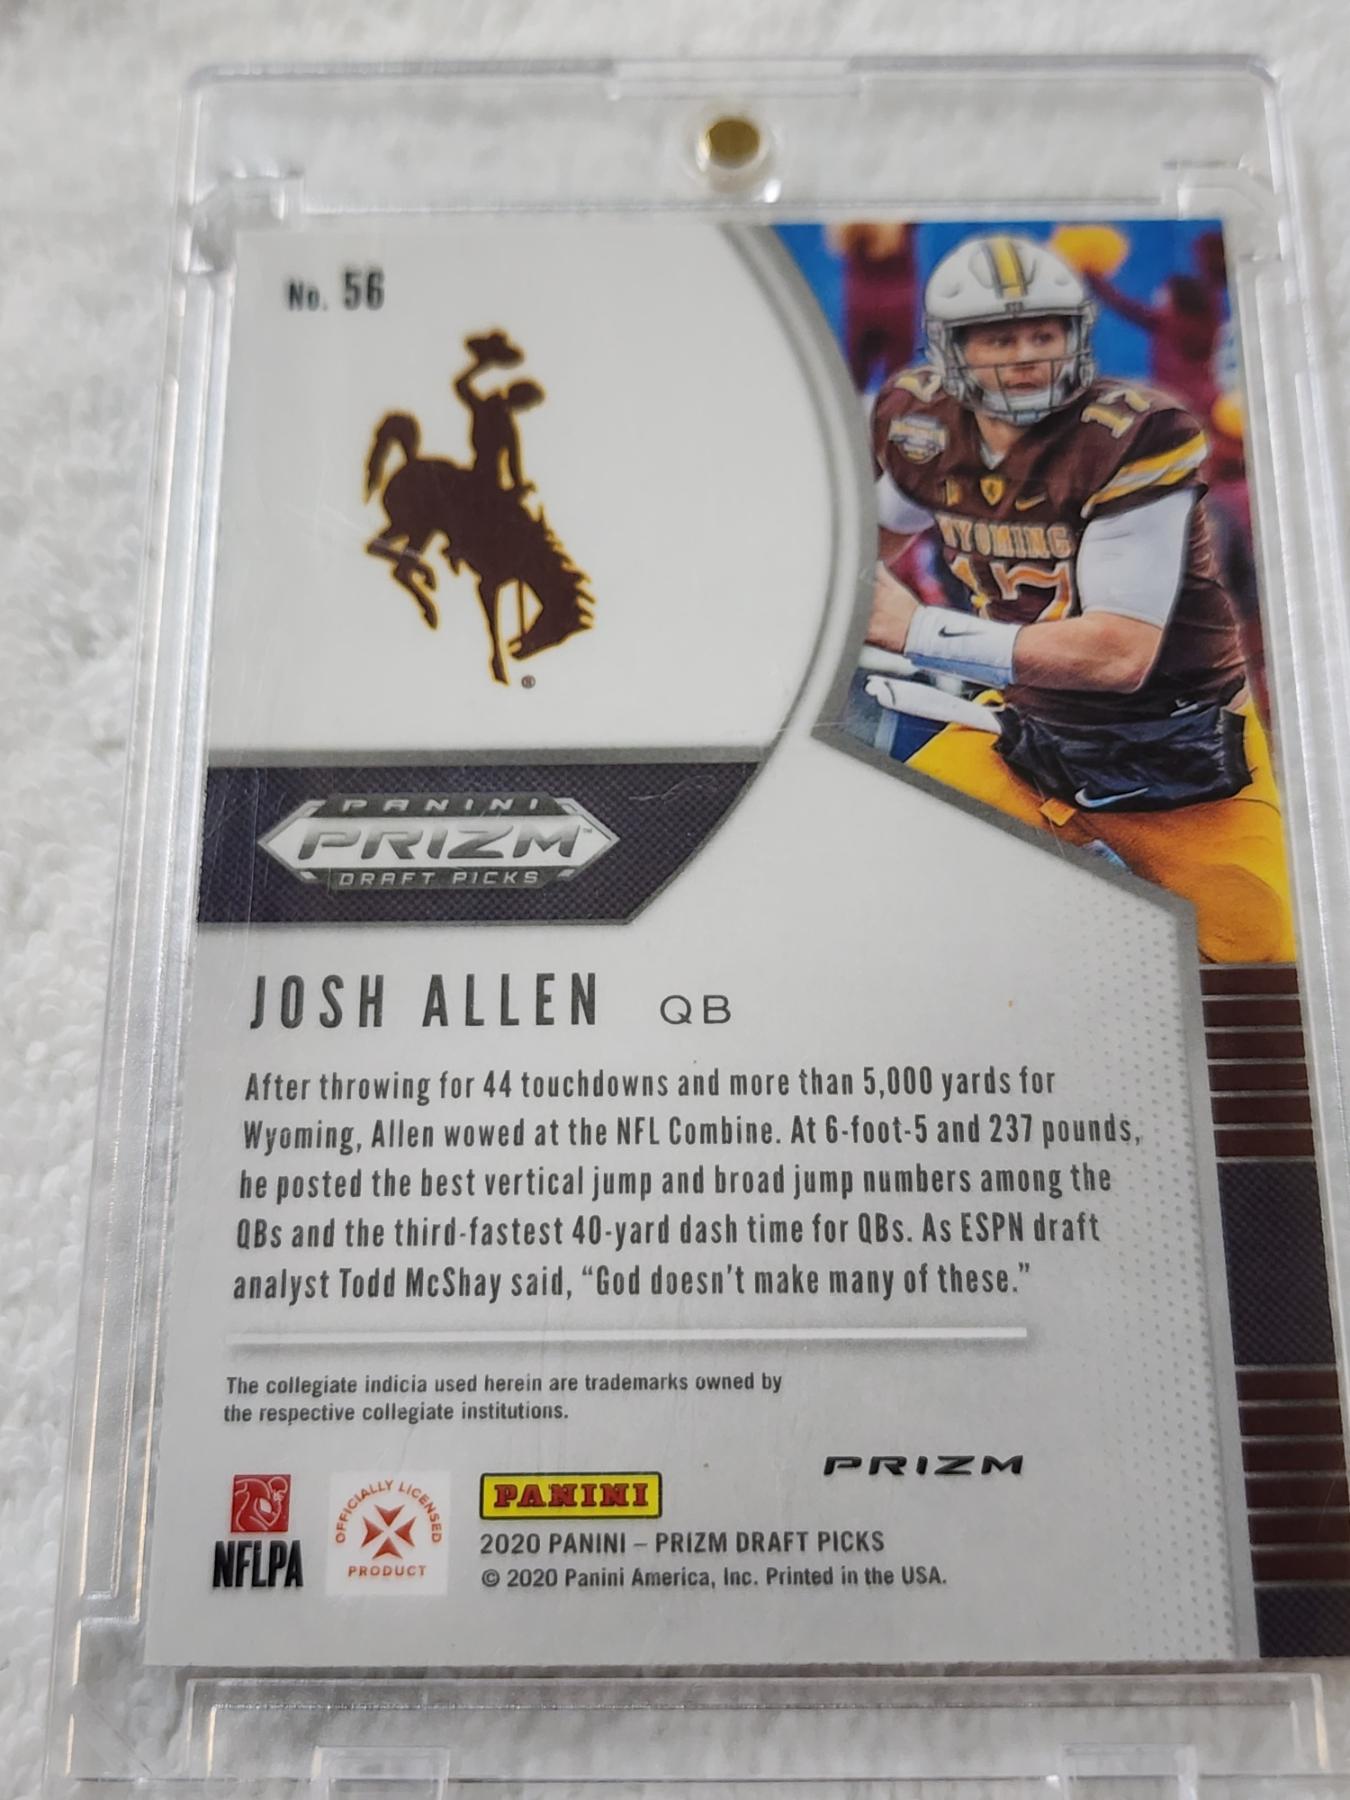 No. 56
17
WYOMING
17
PANINI
PRIZM
DRAFT PICKS
JOSH ALLEN QB
After throwing for 44 touchdowns and more than 5,000 yards for
Wyoming, Allen wowed at the NFL Combine. At 6-foot-5 and 237 pounds,
he posted the best vertical jump and broad jump numbers among the
QBs and the third-fastest 40-yard dash time for QBs. As ESPN draft
analyst Todd McShay said, “God doesn't make many of these.”
The collegiate indicia used herein are trademarks owned by
the respective collegiate institutions.
PRIZM
NFLPA
OFFICIALLY LICENSED
PRODUCT
PANINI
2020 PANINI – PRIZM DRAFT PICKS
© 2020 Panini America, Inc. Printed in the USA.